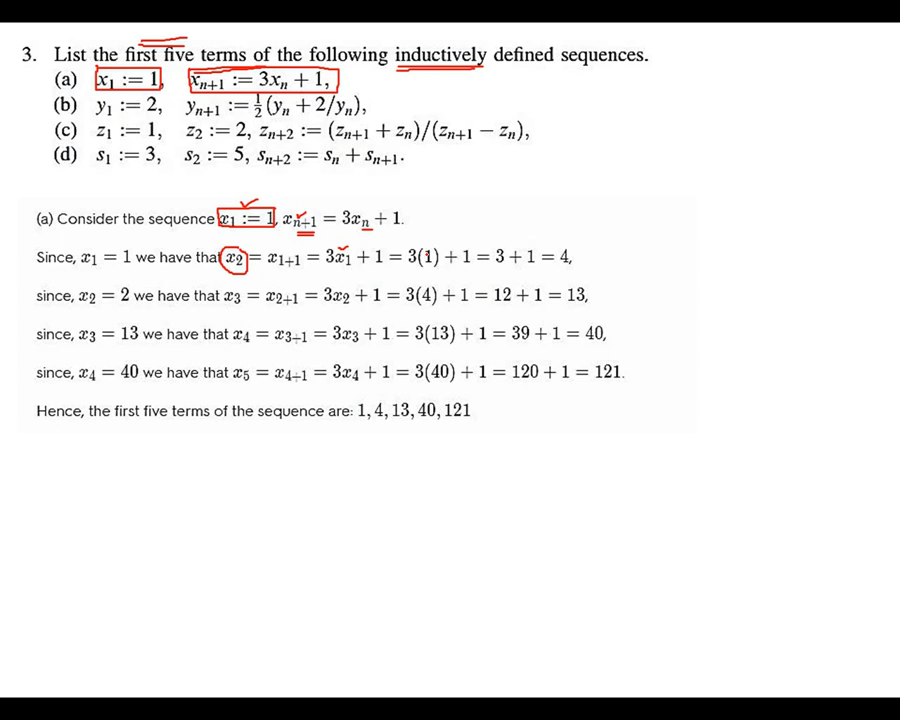 3. List the first five terms of the following inductively defined sequences.
(a) x₁ := 1, xₙ₊₁ := 3xₙ + 1,
(b) y₁ := 2, yₙ₊₁ := ½(yₙ + 2/yₙ),
(c) z₁ := 1, z₂ := 2, zₙ₊₂ := (zₙ₊₁ + zₙ)/(zₙ₊₁ − zₙ),
(d) s₁ := 3, s₂ := 5, sₙ₊₂ := sₙ + sₙ₊₁.
(a) Consider the sequence x₁ := 1, xₙ₊₁ = 3xₙ + 1.
Since, x₁ = 1 we have that x₂ = x₁₊₁ = 3x₁ + 1 = 3(1) + 1 = 3 + 1 = 4,
since, x₂ = 2 we have that x₃ = x₂₊₁ = 3x₂ + 1 = 3(4) + 1 = 12 + 1 = 13,
since, x₃ = 13 we have that x₄ = x₃₊₁ = 3x₃ + 1 = 3(13) + 1 = 39 + 1 = 40,
since, x₄ = 40 we have that x₅ = x₄₊₁ = 3x₄ + 1 = 3(40) + 1 = 120 + 1 = 121.
Hence, the first five terms of the sequence are: 1, 4, 13, 40, 121